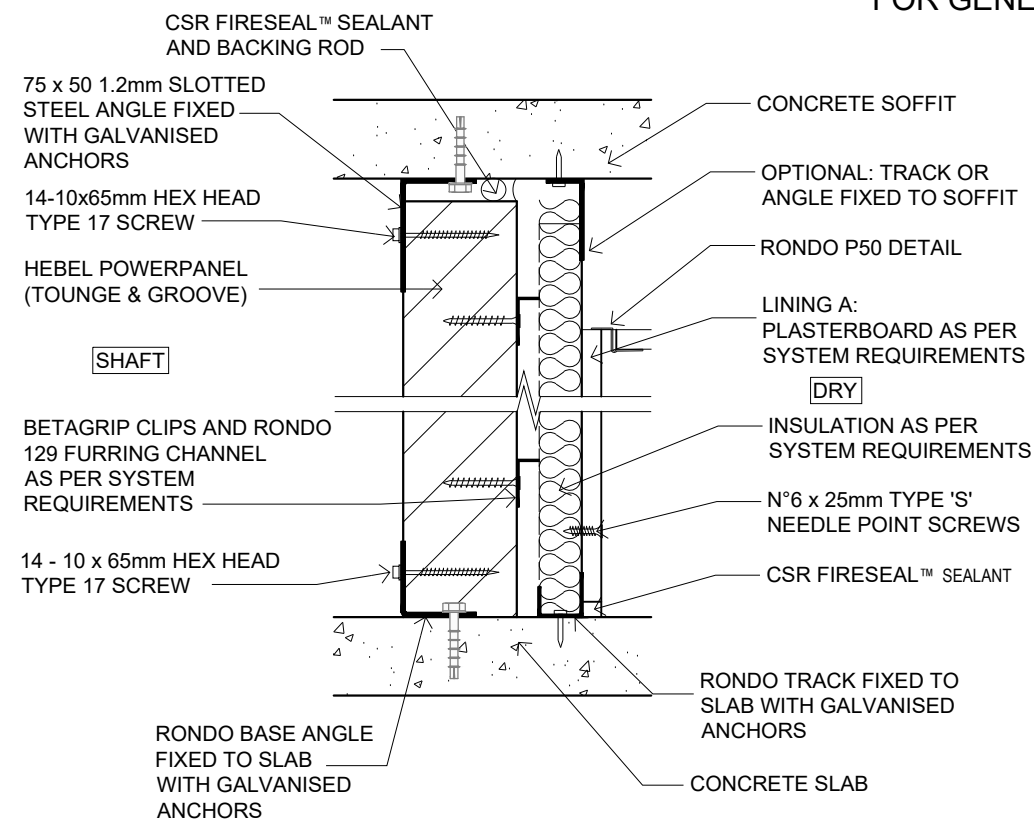 FOR GENE
CSR FIRESEAL™ SEALANT
AND BACKING ROD
75 x 50 1.2mm SLOTTED
STEEL ANGLE FIXED
WITH GALVANISED
ANCHORS
14-10x65mm HEX HEAD
TYPE 17 SCREW
HEBEL POWERPANEL
(TOUNGE & GROOVE)
SHAFT
BETAGRIP CLIPS AND RONDO
129 FURRING CHANNEL
AS PER SYSTEM
REQUIREMENTS
14 - 10 x 65mm HEX HEAD
TYPE 17 SCREW
RONDO BASE ANGLE
FIXED TO SLAB
WITH GALVANISED
ANCHORS
CONCRETE SOFFIT
OPTIONAL: TRACK OR
ANGLE FIXED TO SOFFIT
RONDO P50 DETAIL
LINING A:
PLASTERBOARD AS PER
SYSTEM REQUIREMENTS
DRY
INSULATION AS PER
SYSTEM REQUIREMENTS
N°6 x 25mm TYPE 'S'
NEEDLE POINT SCREWS
CSR FIRESEAL™ SEALANT
RONDO TRACK FIXED TO
SLAB WITH GALVANISED
ANCHORS
CONCRETE SLAB